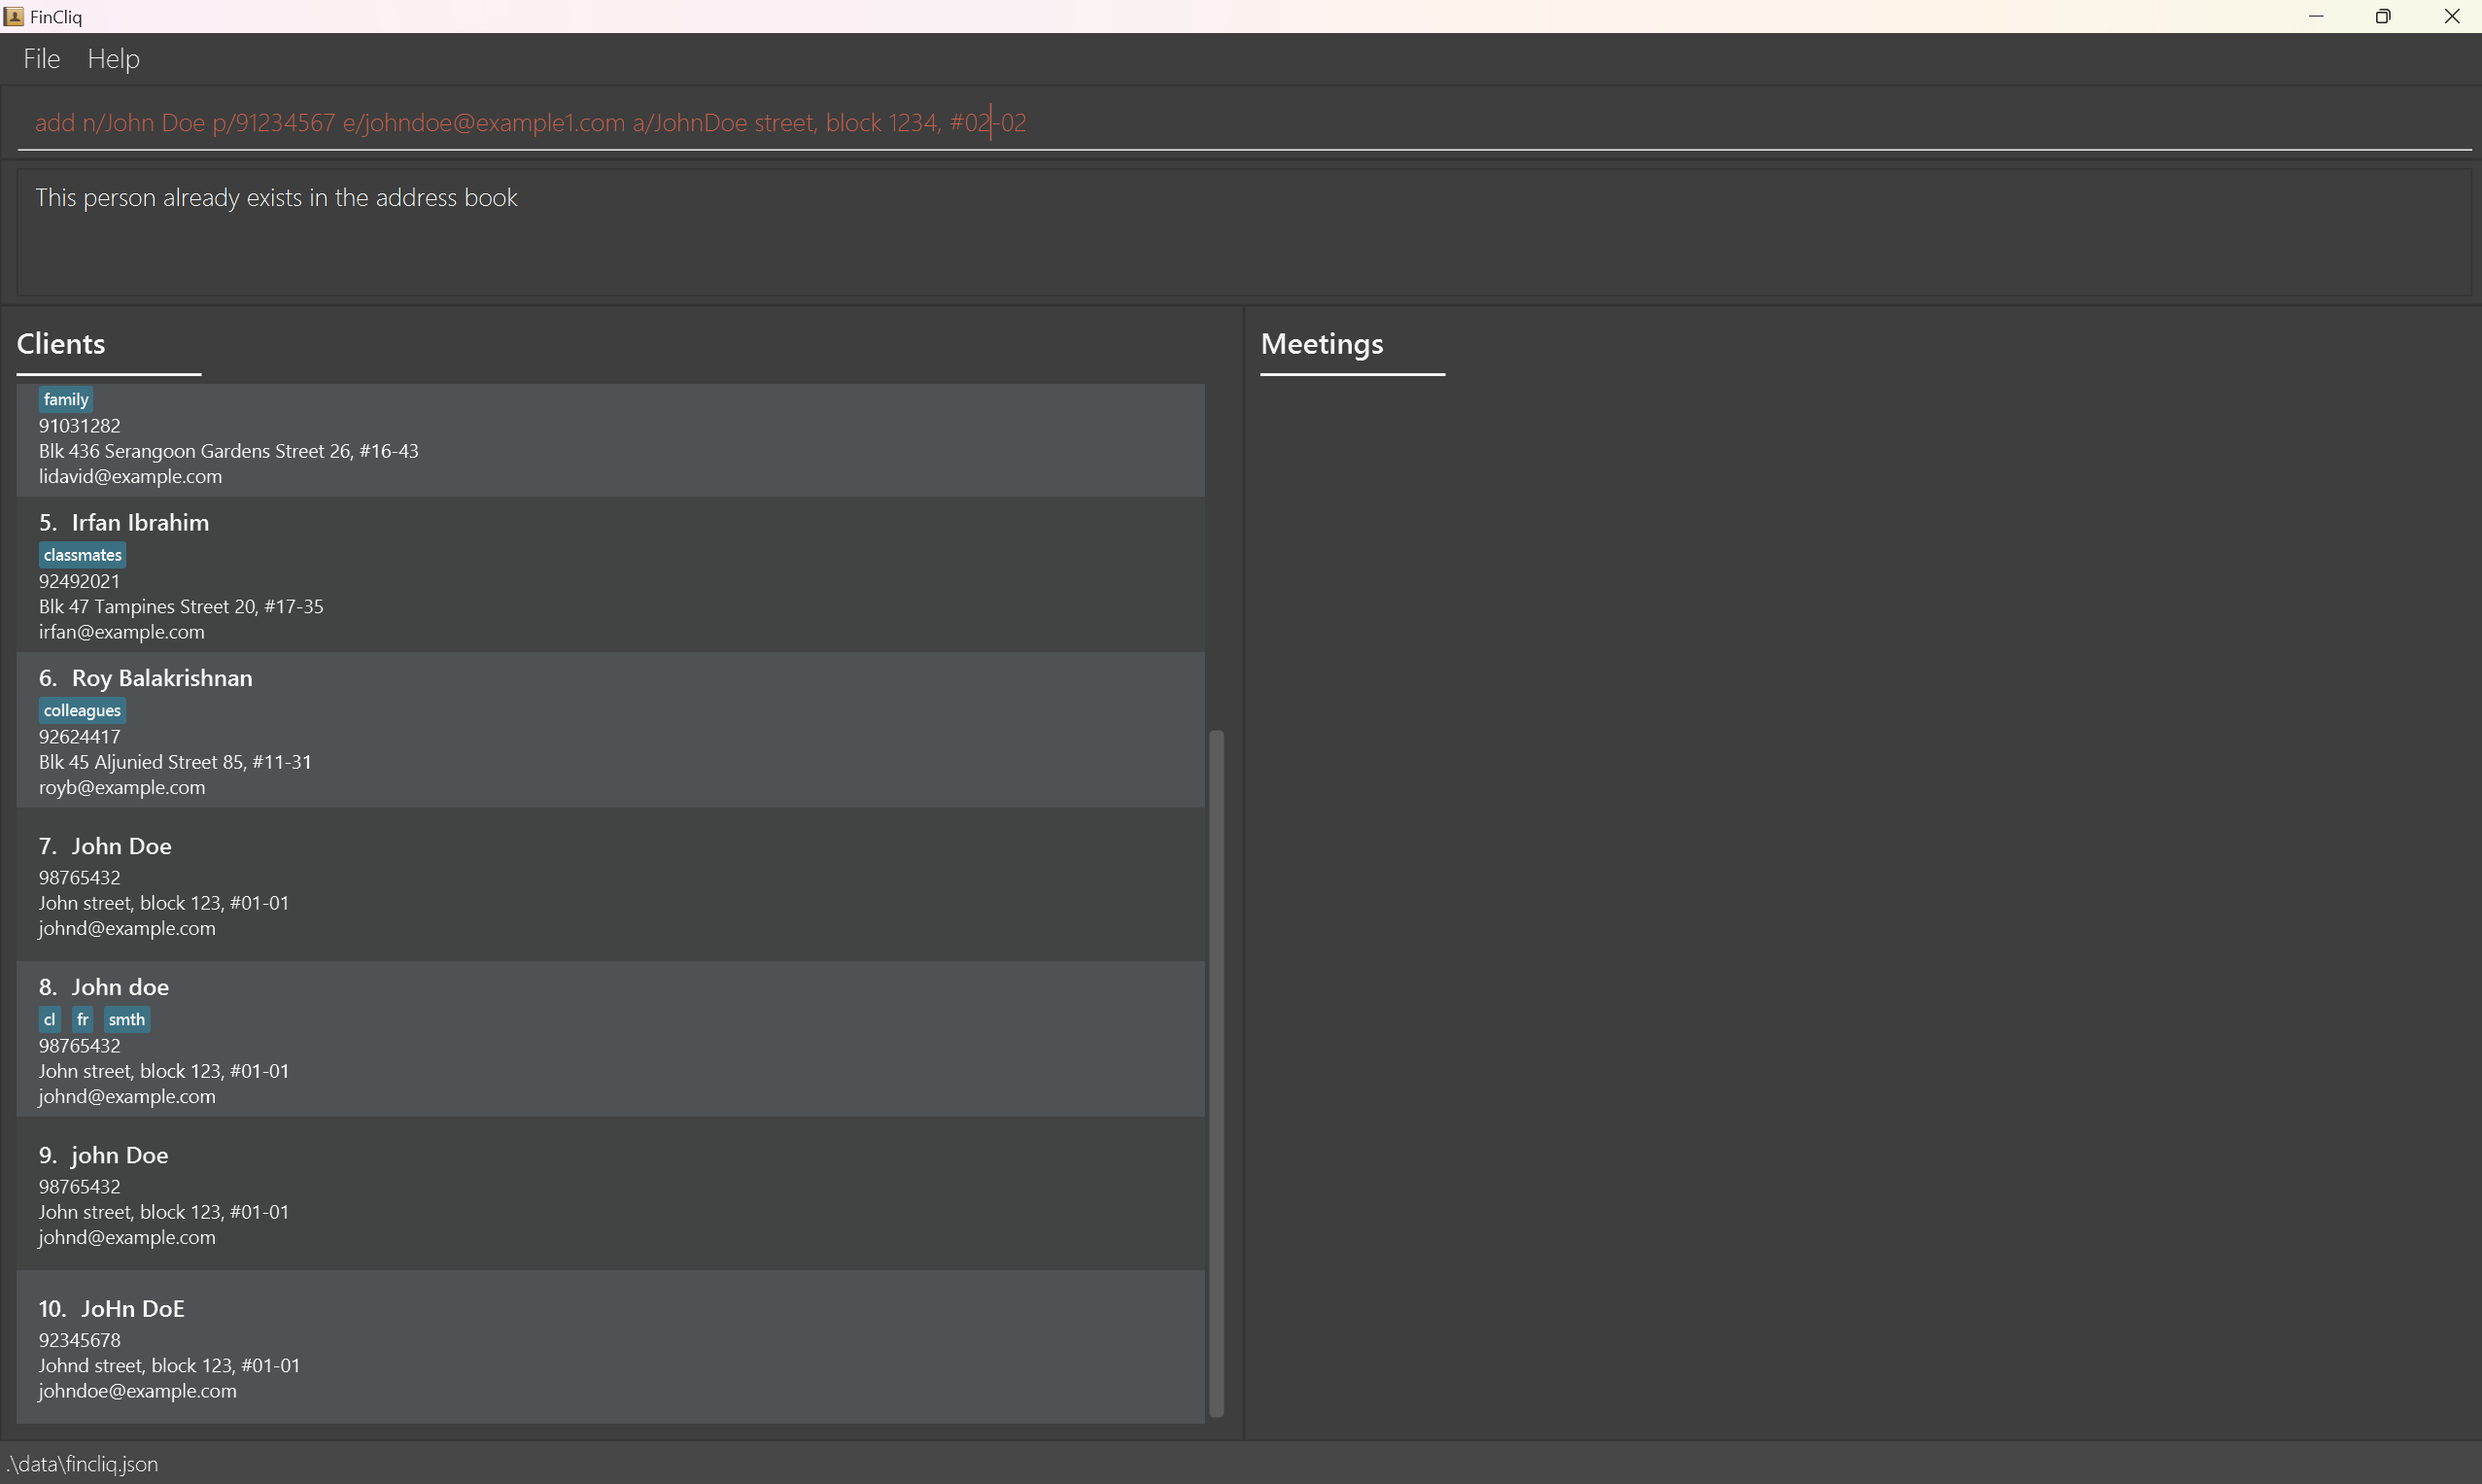 FinCliq
File Help
add n/John Doe p/91234567 e/johndoe@example1.com a/JohnDoe street, block 1234, #02-02
This person already exists in the address book
Clients
family
91031282
Blk 436 Serangoon Gardens Street 26, #16-43
lidavid@example.com
5. Irfan Ibrahim
classmates
92492021
Blk 47 Tampines Street 20, #17-35
irfan@example.com
6. Roy Balakrishnan
colleagues
92624417
Blk 45 Aljunied Street 85, #11-31
royb@example.com
7. John Doe
98765432
John street, block 123, #01-01
johnd@example.com
8. John doe
cl fr smth
98765432
John street, block 123, #01-01
johnd@example.com
9. john Doe
98765432
John street, block 123, #01-01
johnd@example.com
10. JoHn DoE
92345678
Johnd street, block 123, #01-01
johndoe@example.com
Meetings
.\data\fincliq.json